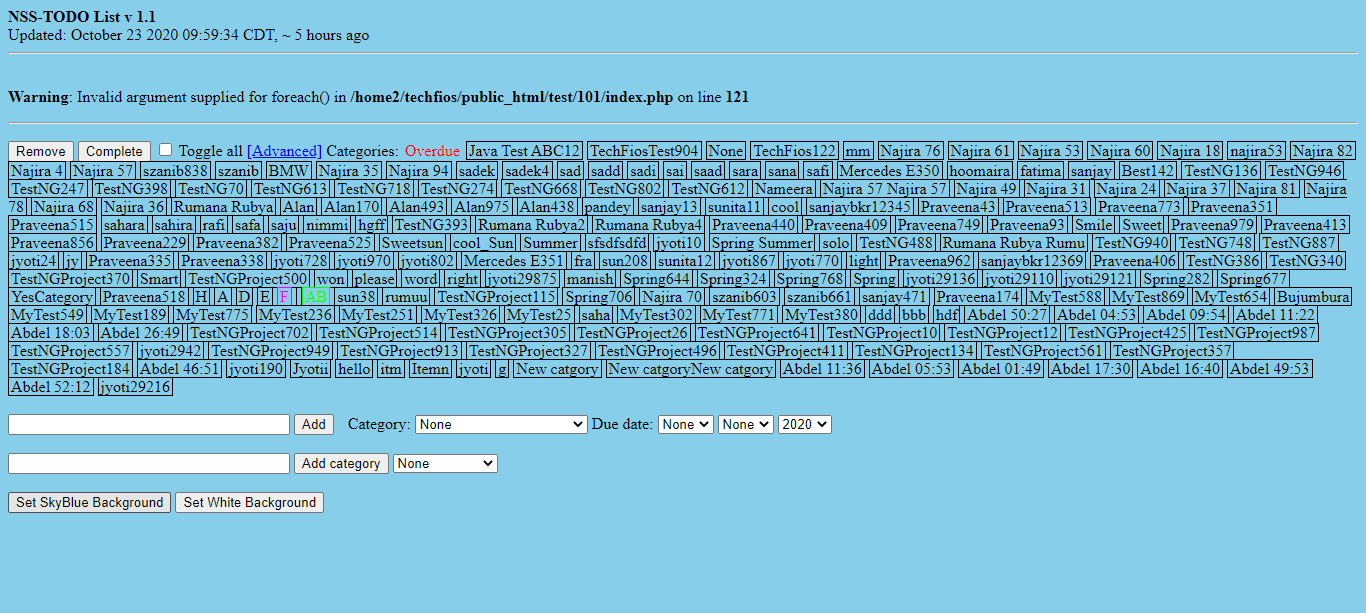 NSS-TODO List v 1.1
Updated: October 23 2020 09:59:34 CDT, ~ 5 hours ago
Warning: Invalid argument supplied for foreach() in /home2/techfios/public_html/test/101/index.php on line 121
Remove Complete Toggle all [Advanced] Categories: Overdue Java Test ABC12 TechFiosTest904 None TechFios122 mm Najira 76 Najira 61 Najira 53 Najira 60 Najira 18 najira53 Najira 82
Najira 4 Najira 57 szanib838 szanib BMW Najira 35 Najira 94 sadek sadek4 sad sadd sadi sai saad sara sana safi Mercedes E350 hoomaira fatima sanjay Best142 TestNG136 TestNG946
TestNG247 TestNG398 TestNG70 TestNG613 TestNG718 TestNG274 TestNG668 TestNG802 TestNG612 Nameera Najira 57 Najira 57 Najira 49 Najira 31 Najira 24 Najira 37 Najira 81 Najira
78 Najira 68 Najira 36 Rumana Rubya Alan Alan170 Alan493 Alan975 Alan438 pandey sanjay13 sunita11 cool sanjaybkr12345 Praveena43 Praveena513 Praveena773 Praveena351
Praveena515 sahara sahira rafi safa saju nimmi hgff TestNG393 Rumana Rubya2 Rumana Rubya4 Praveena440 Praveena409 Praveena749 Praveena93 Smile Sweet Praveena979 Praveena413
Praveena856 Praveena229 Praveena382 Praveena525 Sweetsun cool_Sun Summer sfsdfsdfd jyoti10 Spring Summer solo TestNG488 Rumana Rubya Rumu TestNG940 TestNG748 TestNG887
jyoti24 jy Praveena335 Praveena338 jyoti728 jyoti970 jyoti802 Mercedes E351 fra sun208 sunita12 jyoti867 jyoti770 light Praveena962 sanjaybkr12369 Praveena406 TestNG386 TestNG340
TestNGProject370 Smart TestNGProject500 won please word right jyoti29875 manish Spring644 Spring324 Spring768 Spring jyoti29136 jyoti29110 jyoti29121 Spring282 Spring677
YesCategory Praveena518 H A D E F AB sun38 rumuu TestNGProject115 Spring706 Najira 70 szanib603 szanib661 sanjay471 Praveena174 MyTest588 MyTest869 MyTest654 Bujumbura
MyTest549 MyTest189 MyTest775 MyTest236 MyTest251 MyTest326 MyTest25 saha MyTest302 MyTest771 MyTest380 ddd bbb hdf Abdel 50:27 Abdel 04:53 Abdel 09:54 Abdel 11:22
Abdel 18:03 Abdel 26:49 TestNGProject702 TestNGProject514 TestNGProject305 TestNGProject26 TestNGProject641 TestNGProject10 TestNGProject12 TestNGProject425 TestNGProject987
TestNGProject557 jyoti2942 TestNGProject949 TestNGProject913 TestNGProject327 TestNGProject496 TestNGProject411 TestNGProject134 TestNGProject561 TestNGProject357
TestNGProject184 Abdel 46:51 jyoti190 Jyotii hello itm Itemn jyoti g New catgory New catgoryNew catgory Abdel 11:36 Abdel 05:53 Abdel 01:49 Abdel 17:30 Abdel 16:40 Abdel 49:53
Abdel 52:12 jyoti29216
Add Category: None Due date: None None 2020
Add category None
Set SkyBlue Background Set White Background